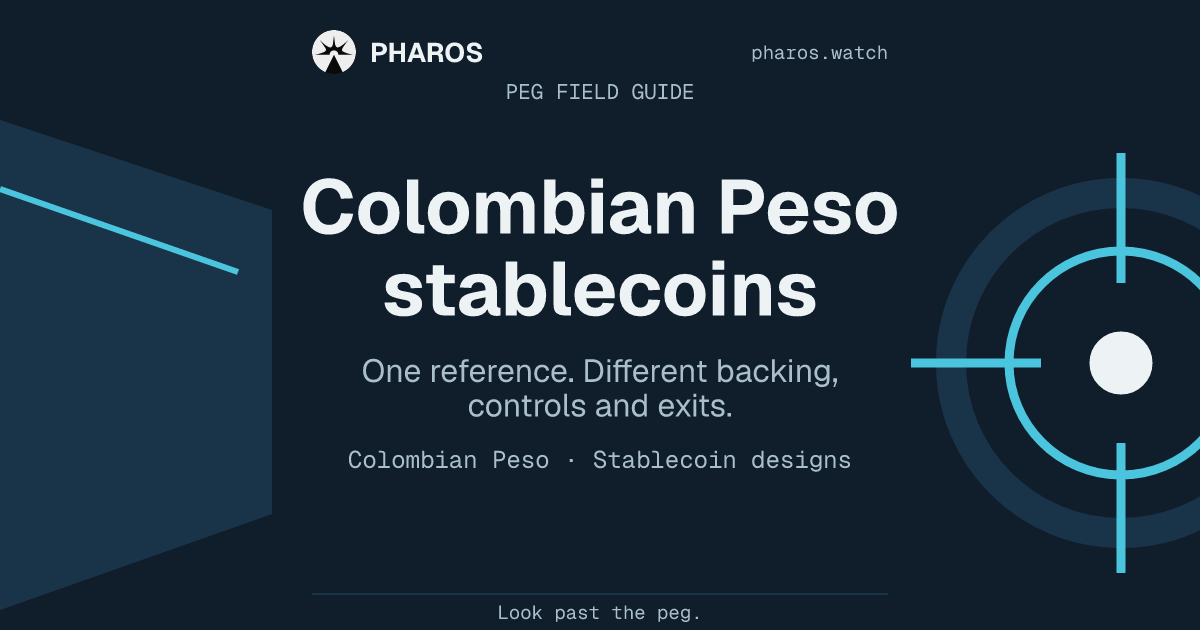 PHAROS
pharos.watch
PEG FIELD GUIDE
Colombian Peso
stablecoins
One reference. Different backing,
controls and exits.
Colombian Peso · Stablecoin designs
Look past the peg.